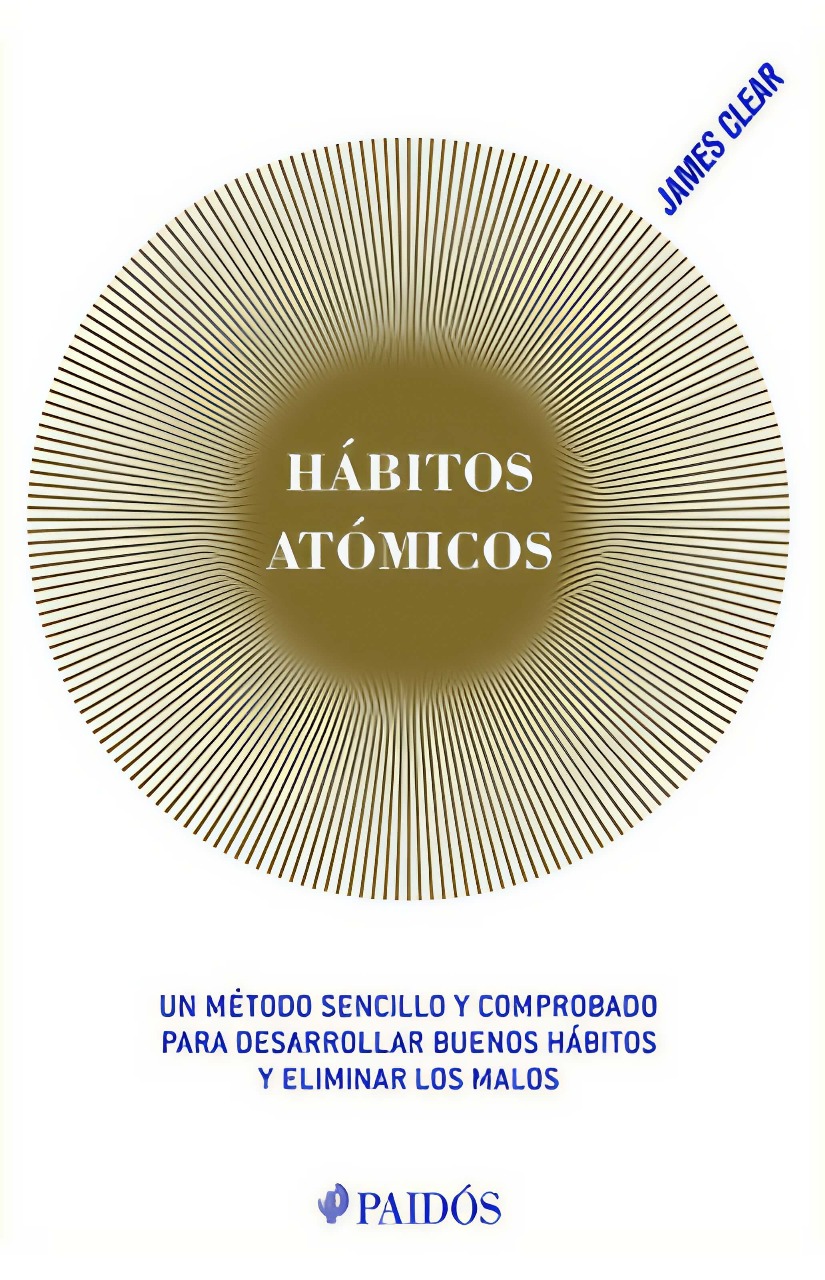 JAMES CLEAR
HÁBITOS
ATÓMICOS
UN MÉTODO SENCILLO Y COMPROBADO
PARA DESARROLLAR BUENOS HÁBITOS
Y ELIMINAR LOS MALOS
PAIDÓS